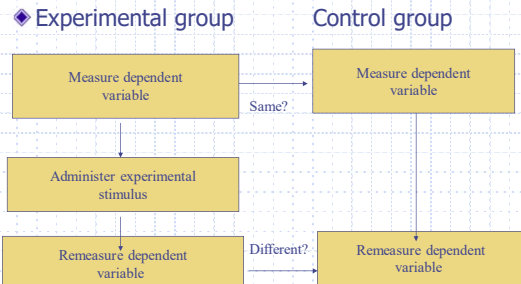 Experimental group
Control group
Measure dependent
variable
Same?
Measure dependent
variable
Administer experimental
stimulus
Remeasure dependent
variable
Different?
Remeasure dependent
variable